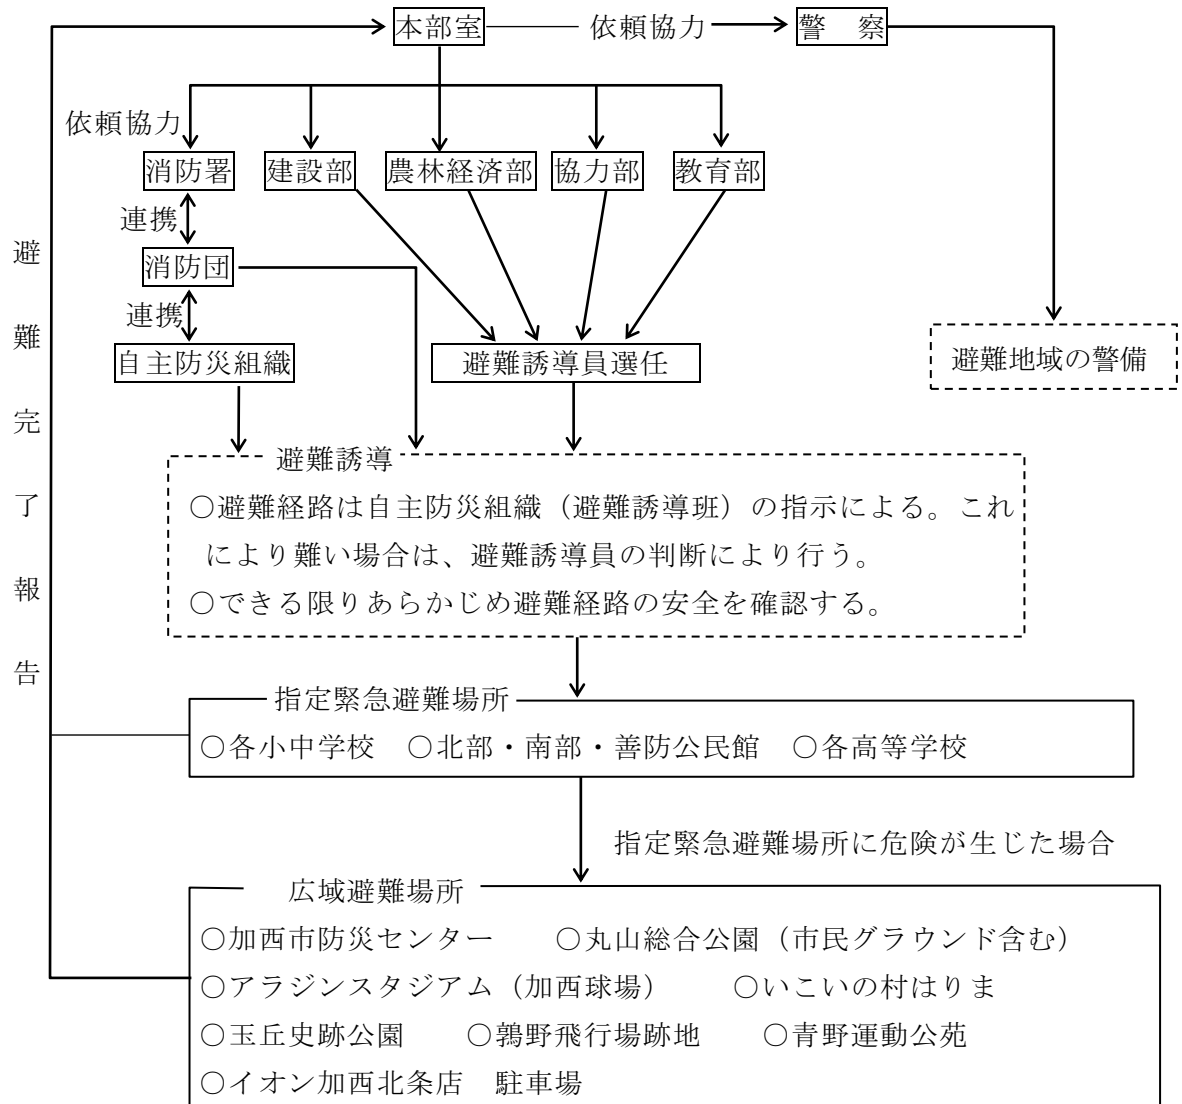 本部室 依頼協力 警 察
依頼協力
消防署 建設部 農林経済部 協力部 教育部
連携
消防団
連携
自主防災組織 避難誘導員選任 避難地域の警備
避難完了報告
避難誘導
○避難経路は自主防災組織（避難誘導班）の指示による。これ
により難い場合は、避難誘導員の判断により行う。
○できる限りあらかじめ避難経路の安全を確認する。
指定緊急避難場所
○各小中学校 ○北部・南部・善防公民館 ○各高等学校
指定緊急避難場所に危険が生じた場合
広域避難場所
○加西市防災センター ○丸山総合公園（市民グラウンド含む）
○アラジンスタジアム（加西球場） ○いこいの村はりま
○玉丘史跡公園 ○鶉野飛行場跡地 ○青野運動公苑
○イオン加西北条店 駐車場